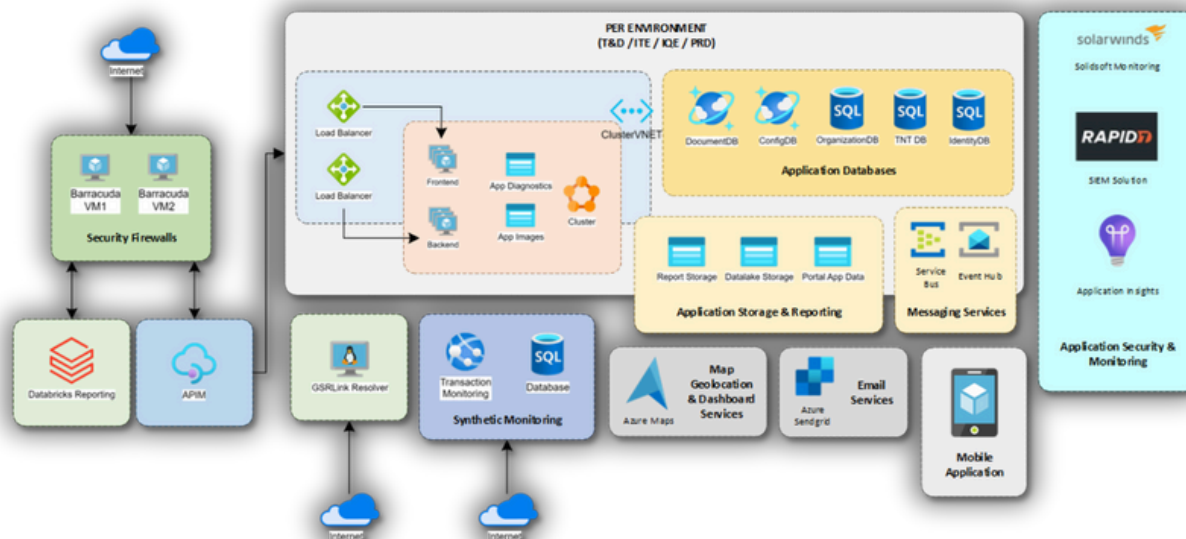 PER ENVIRONMENT
(T&D / ITE / IQE / PRD)
Internet
Barracuda
VM1
Barracuda
VM2
Security Firewalls
Databricks Reporting
APIM
Load Balancer
Load Balancer
Frontend
Backend
App Diagnostics
App Images
Cluster
ClusterVNET
DocumentDB
ConfigDB
OrganizationDB
TNT DB
IdentityDB
SQL
SQL
SQL
Application Databases
Report Storage
Datalake Storage
Portal App Data
Application Storage & Reporting
Service
Bus
Event Hub
Messaging Services
GSRLink Resolver
Internet
Transaction
Monitoring
SQL
Database
Synthetic Monitoring
Internet
Azure Maps
Map
Geolocation
& Dashboard
Services
Azure
Sendgrid
Email
Services
Mobile
Application
solarwinds
Solidsoft Monitoring
RAPID7
SIEM Solution
Application Insights
Application Security &
Monitoring